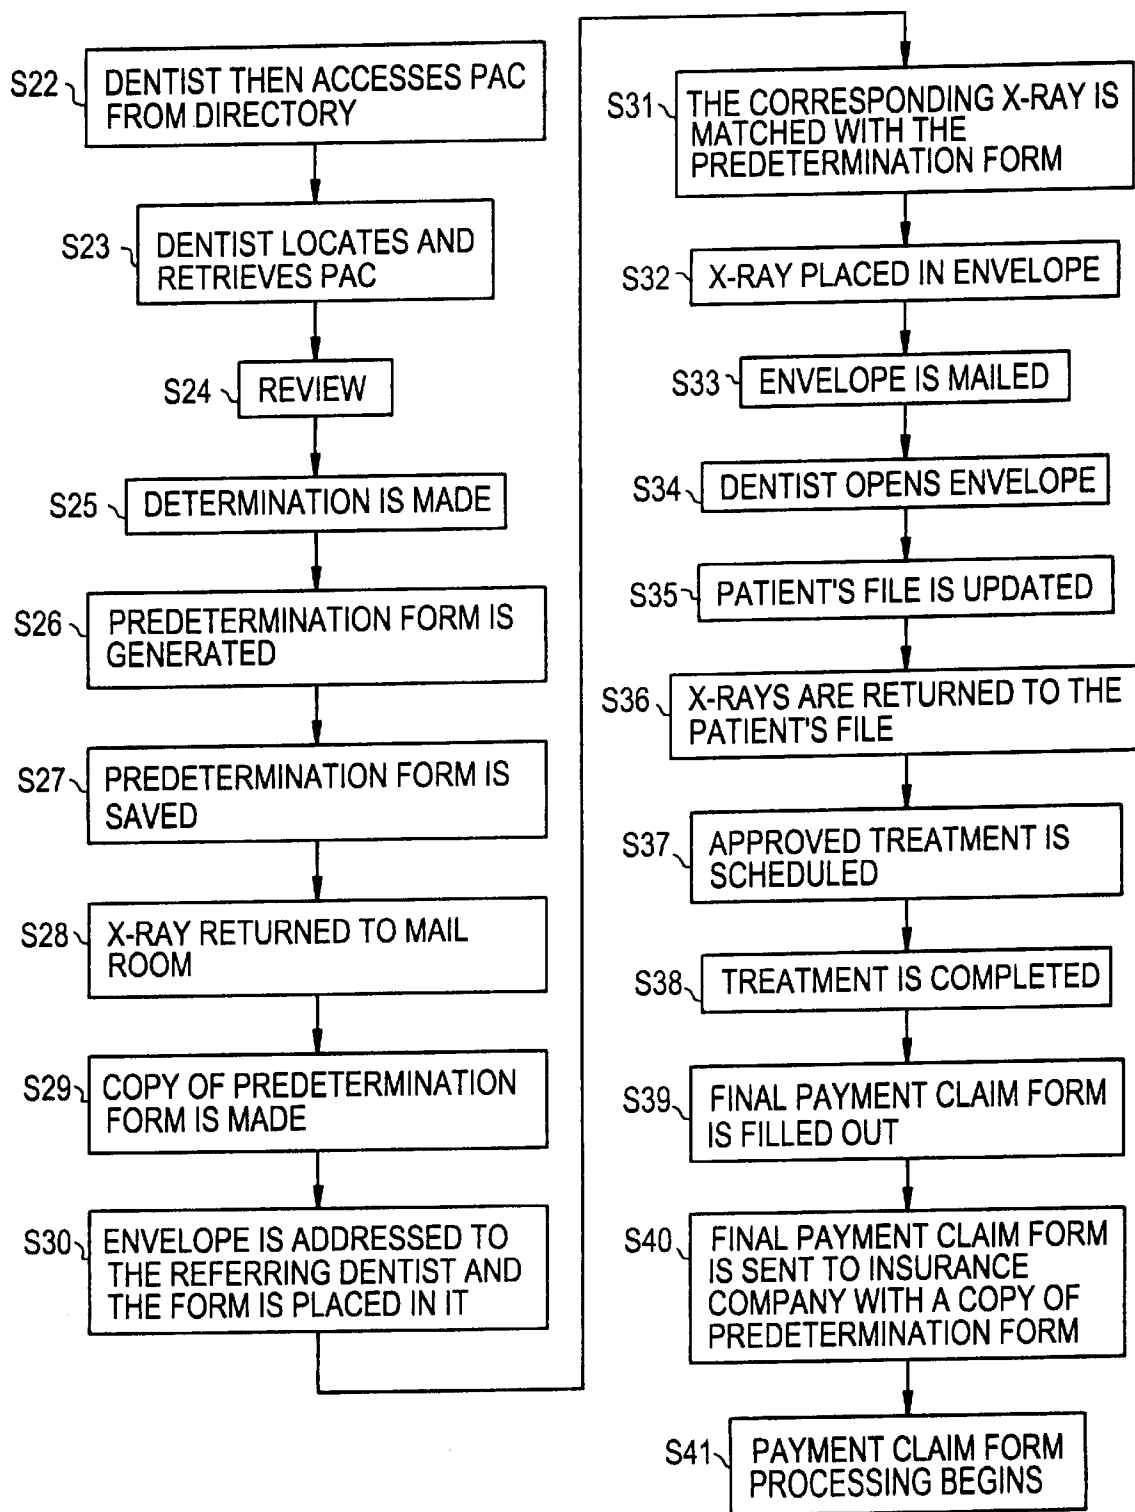 S22
DENTIST THEN ACCESSES PAC
FROM DIRECTORY
S23
DENTIST LOCATES AND
RETRIEVES PAC
S24
REVIEW
S25
DETERMINATION IS MADE
S26
PREDETERMINATION FORM IS
GENERATED
S27
PREDETERMINATION FORM IS
SAVED
S28
X-RAY RETURNED TO MAIL
ROOM
S29
COPY OF PREDETERMINATION
FORM IS MADE
S30
ENVELOPE IS ADDRESSED TO
THE REFERRING DENTIST AND
THE FORM IS PLACED IN IT
S31
THE CORRESPONDING X-RAY IS
MATCHED WITH THE
PREDETERMINATION FORM
S32
X-RAY PLACED IN ENVELOPE
S33
ENVELOPE IS MAILED
S34
DENTIST OPENS ENVELOPE
S35
PATIENT'S FILE IS UPDATED
S36
X-RAYS ARE RETURNED TO THE
PATIENT'S FILE
S37
APPROVED TREATMENT IS
SCHEDULED
S38
TREATMENT IS COMPLETED
S39
FINAL PAYMENT CLAIM FORM
IS FILLED OUT
S40
FINAL PAYMENT CLAIM FORM
IS SENT TO INSURANCE
COMPANY WITH A COPY OF
PREDETERMINATION FORM
S41
PAYMENT CLAIM FORM
PROCESSING BEGINS